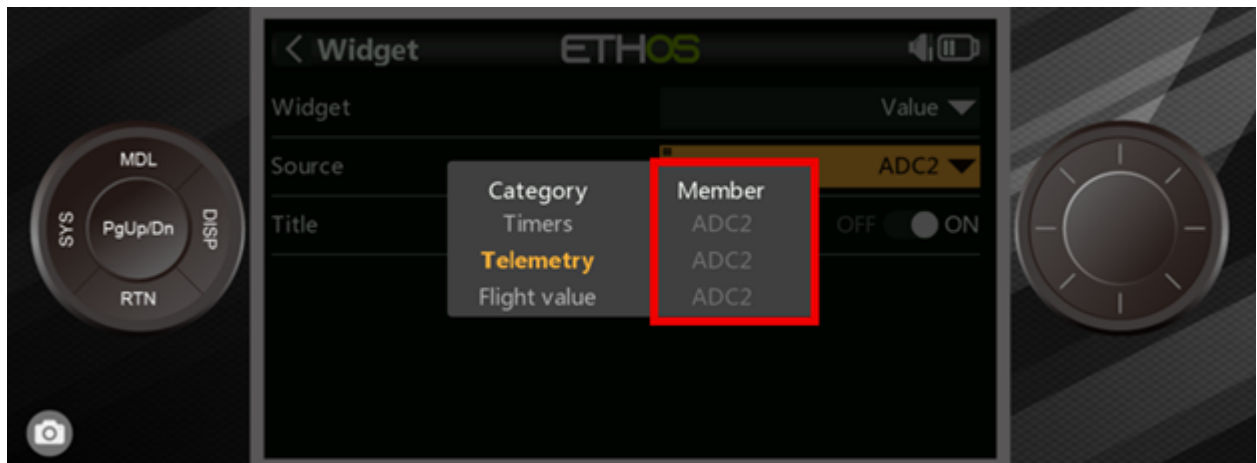 < Widget ETHOS
Widget Value
MDL
Source ADC2
Category Member
Timers ADC2
SYS PgUp/Dn DISP Title OFF ON
Telemetry ADC2
RTN Flight value ADC2